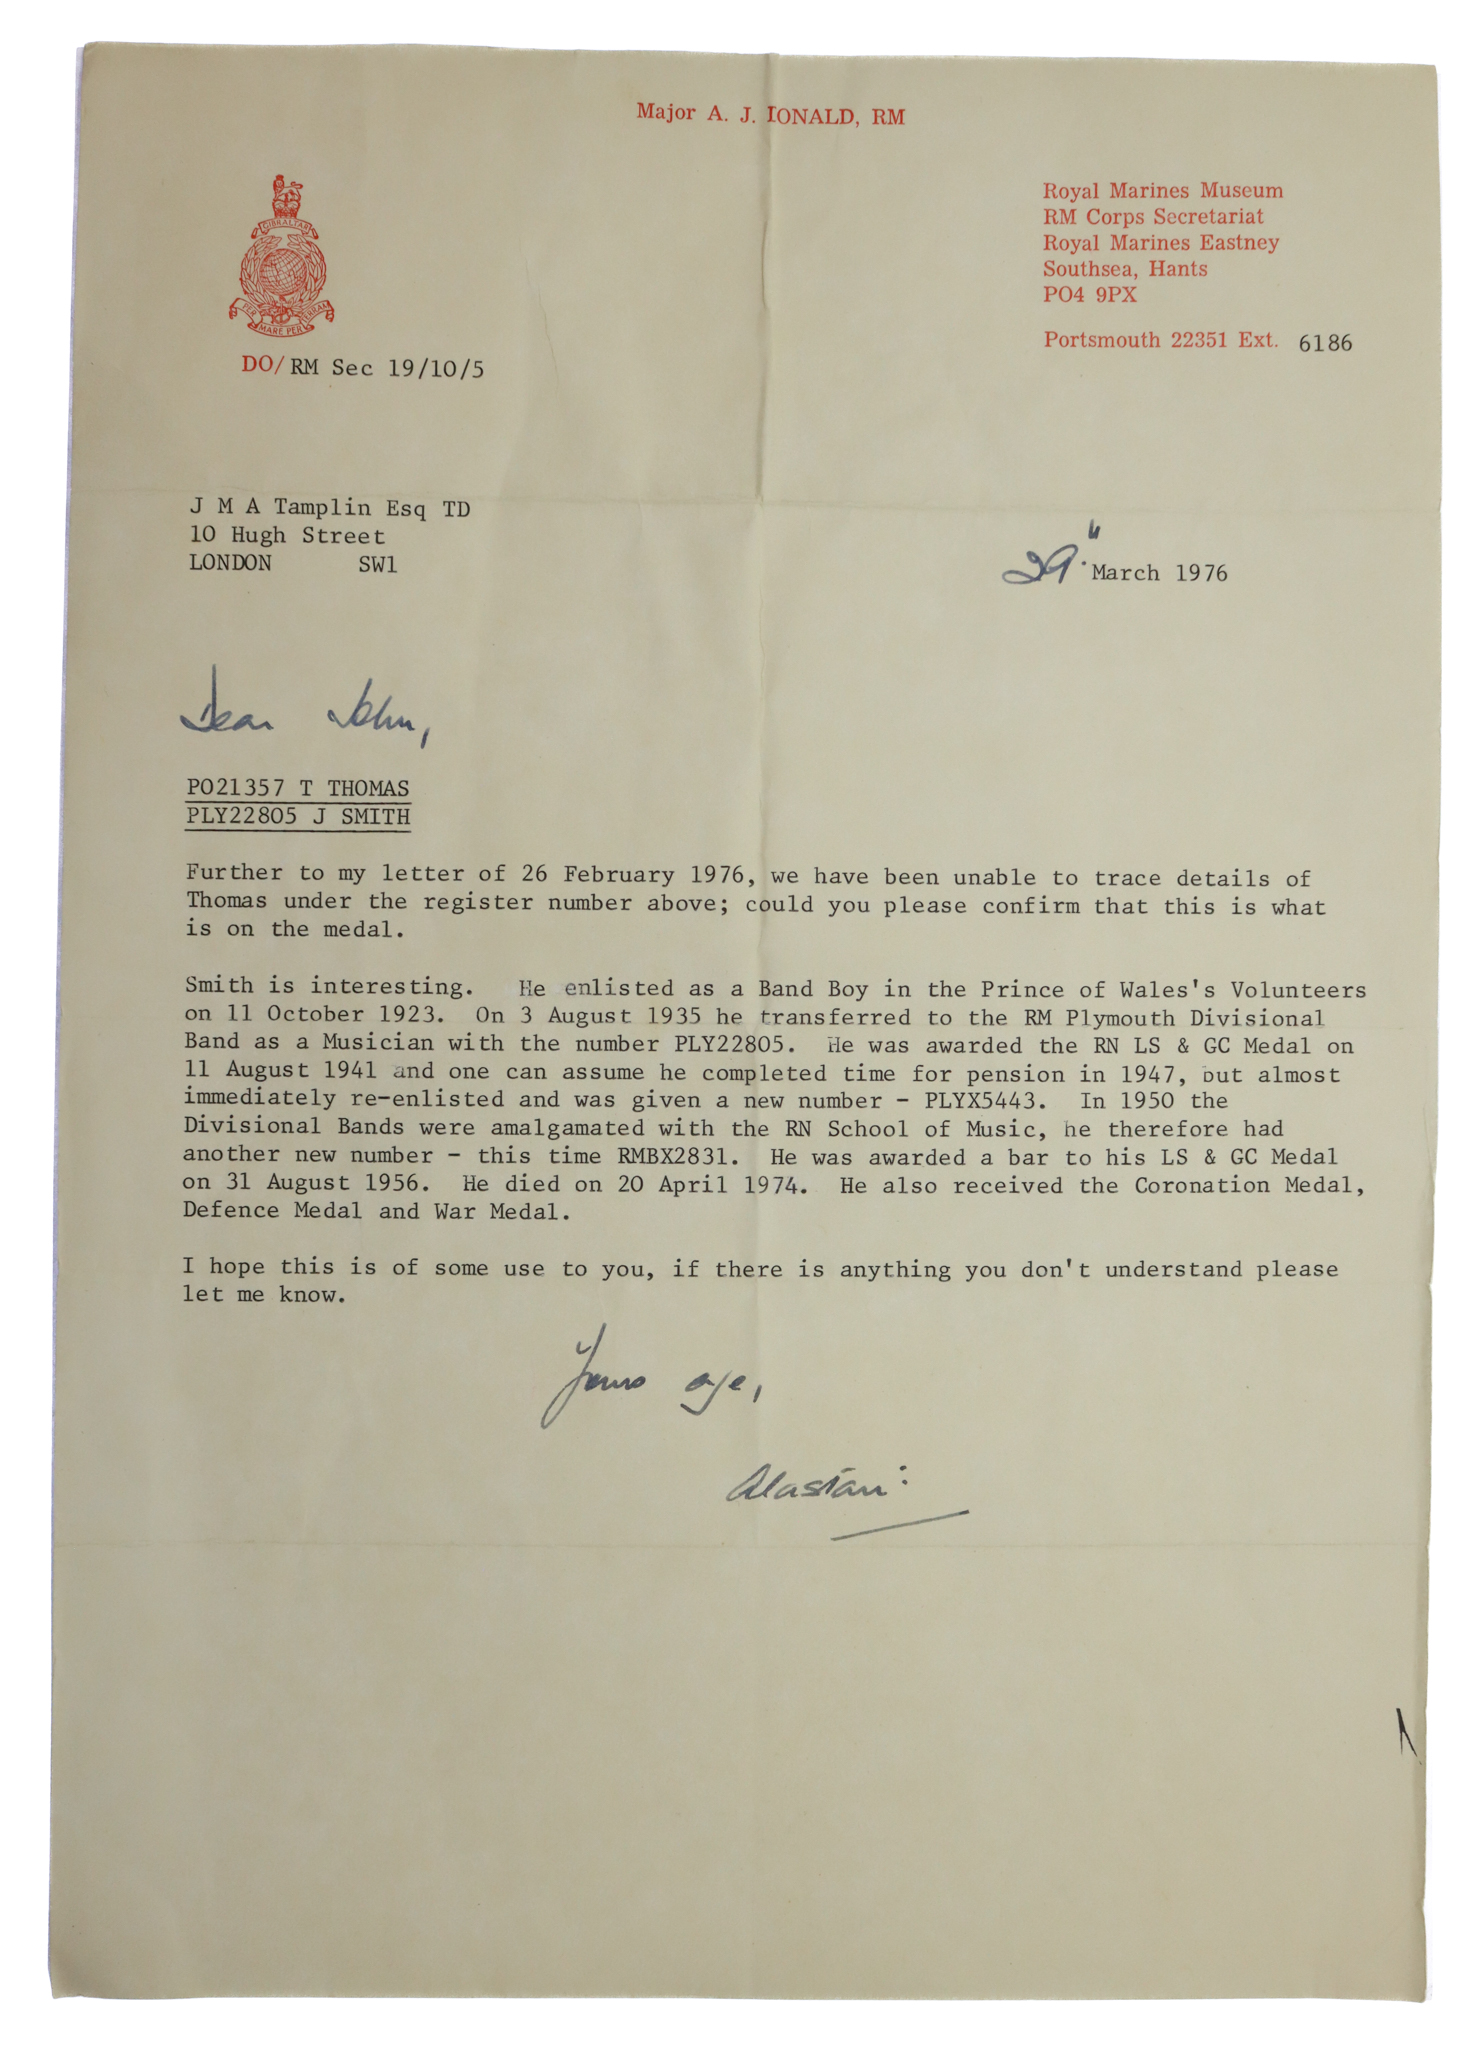 Major A. J. DONALD, RM
GIBRALTAR
PER MARE PER TERRAM
Royal Marines Museum
RM Corps Secretariat
Royal Marines Eastney
Southsea, Hants
PO4 9PX
Portsmouth 22351 Ext. 6186
DO/ RM Sec 19/10/5
J M A Tamplin Esq TD
10 Hugh Street
LONDON SW1
29" March 1976
Dear John,
PO21357 T THOMAS
PLY22805 J SMITH
Further to my letter of 26 February 1976, we have been unable to trace details of
Thomas under the register number above; could you please confirm that this is what
is on the medal.
Smith is interesting. He enlisted as a Band Boy in the Prince of Wales's Volunteers
on 11 October 1923. On 3 August 1935 he transferred to the RM Plymouth Divisional
Band as a Musician with the number PLY22805. He was awarded the RN LS & GC Medal on
11 August 1941 and one can assume he completed time for pension in 1947, but almost
immediately re-enlisted and was given a new number - PLYX5443. In 1950 the
Divisional Bands were amalgamated with the RN School of Music, he therefore had
another new number - this time RMBX2831. He was awarded a bar to his LS & GC Medal
on 31 August 1956. He died on 20 April 1974. He also received the Coronation Medal,
Defence Medal and War Medal.
I hope this is of some use to you, if there is anything you don't understand please
let me know.
Yours aye,
Alastair